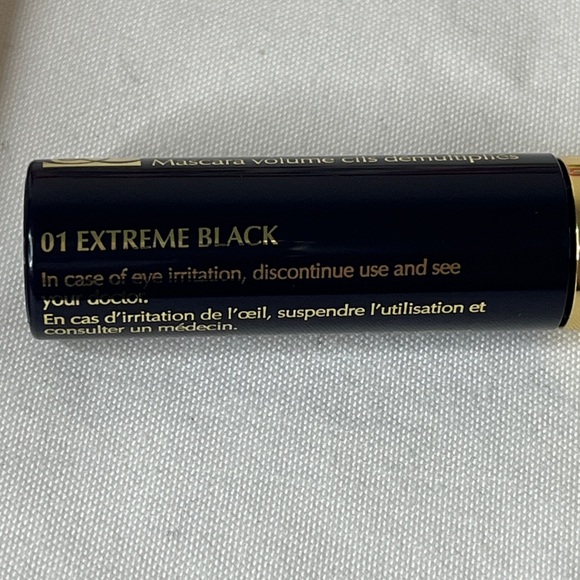 Mascara volume cils démultipliés
01 EXTREME BLACK
In case of eye irritation, discontinue use and see
your doctor.
En cas d'irritation de l'œil, suspendre l'utilisation et
consulter un médecin.